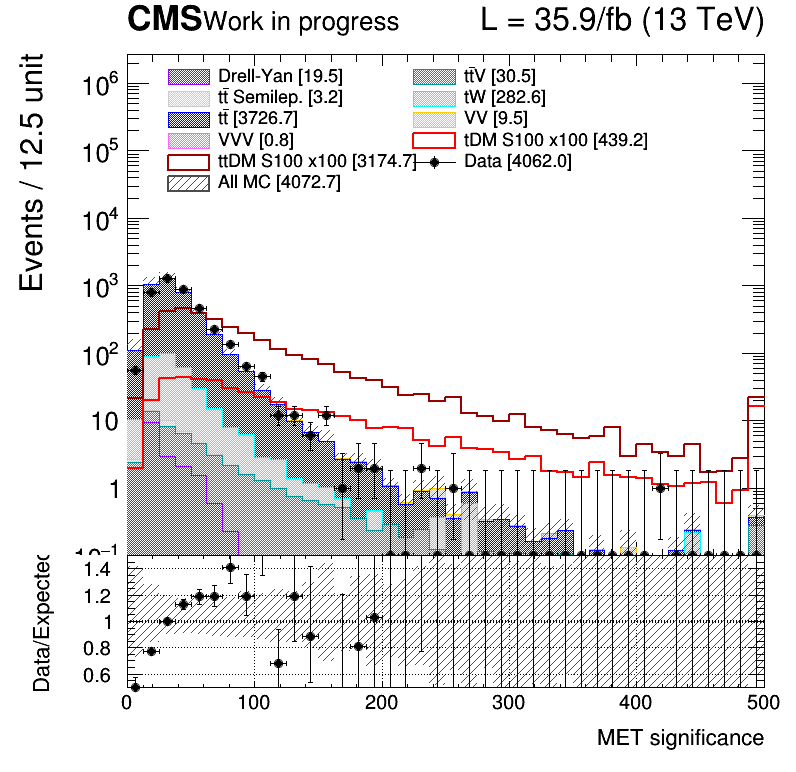 CMS Work in progress L = 35.9/fb (13 TeV)
Events / 12.5 unit
Drell-Yan [19.5] tt̄V [30.5]
tt̄ Semilep. [3.2] tW [282.6]
tt̄ [3726.7] VV [9.5]
VVV [0.8] tDM S100 x100 [439.2]
ttDM S100 x100 [3174.7] Data [4062.0]
All MC [4072.7]
10⁶
10⁵
10⁴
10³
10²
10
1
10⁻¹
Data/Expected
1.4
1.2
1
0.8
0.6
0 100 200 300 400 500
MET significance